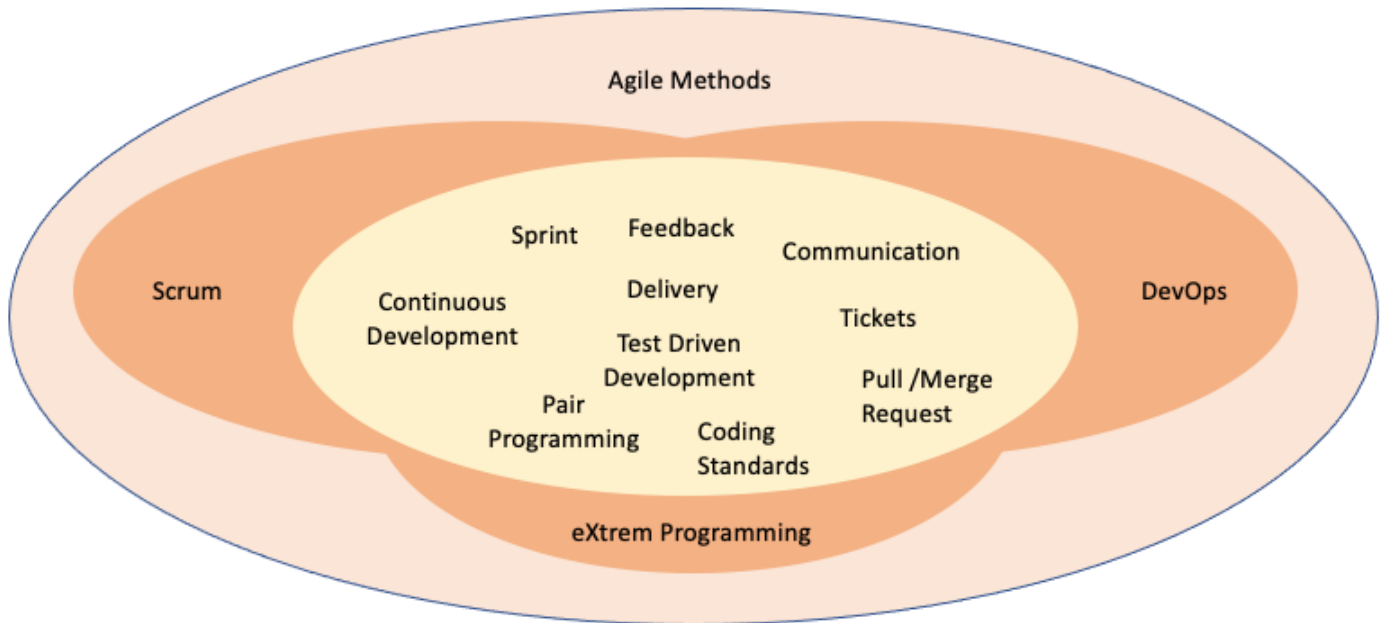 Agile Methods
Sprint
Feedback
Communication
Scrum
Continuous
Development
Delivery
Tickets
DevOps
Test Driven
Development
Pull /Merge
Request
Pair
Programming
Coding
Standards
eXtrem Programming